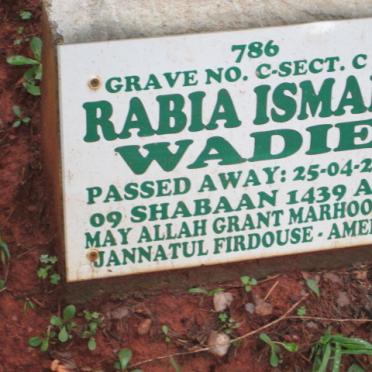 786
GRAVE NO. C-SECT. C
RABIA ISMA
WADIE
PASSED AWAY: 25-04-2
09 SHABAAN 1439 A
MAY ALLAH GRANT MARHOO
JANNATUL FIRDOUSE - AME